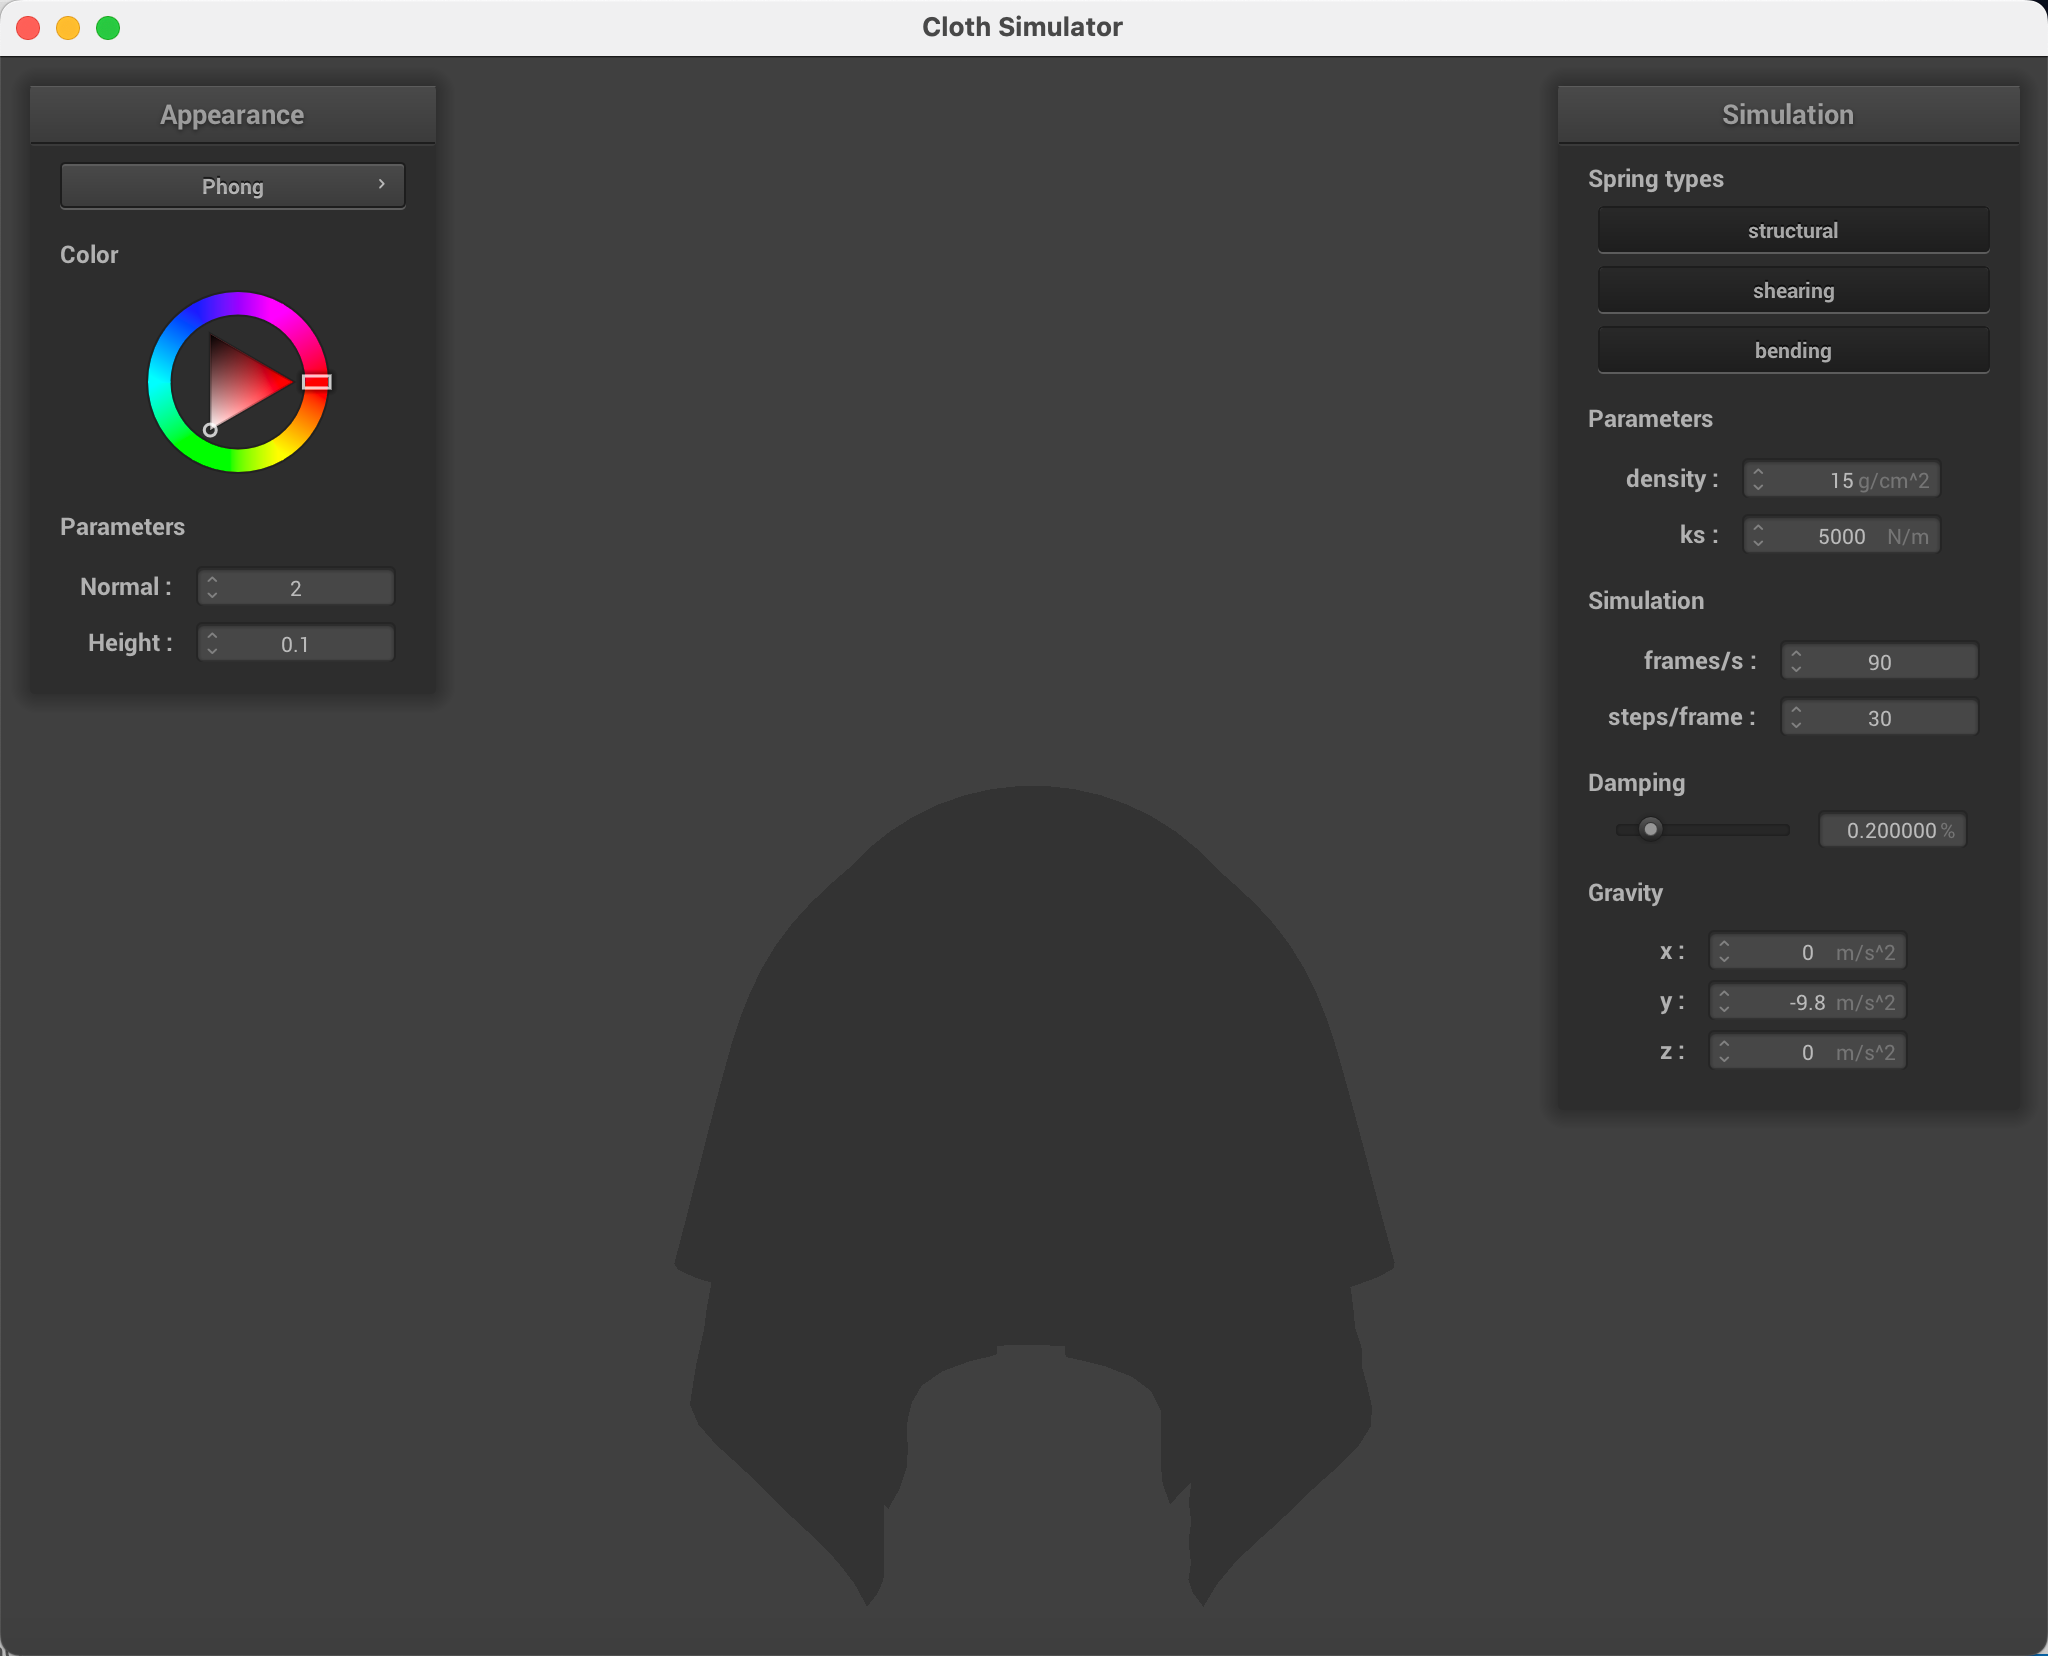 Cloth Simulator
Appearance
Phong
Color
Parameters
Normal : 2
Height : 0.1
Simulation
Spring types
structural
shearing
bending
Parameters
density : 15 g/cm^2
ks : 5000 N/m
Simulation
frames/s : 90
steps/frame : 30
Damping
0.200000 %
Gravity
x : 0 m/s^2
y : -9.8 m/s^2
z : 0 m/s^2